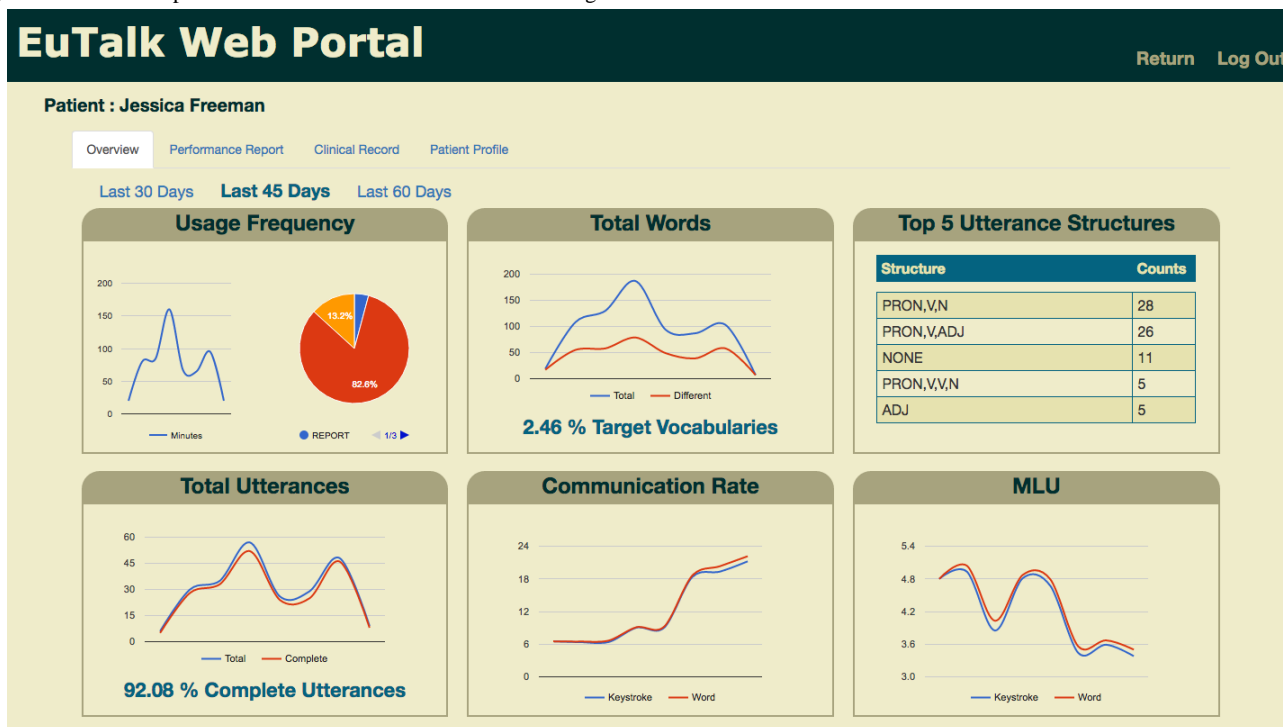 EuTalk Web Portal
Return Log Out
Patient : Jessica Freeman
Overview Performance Report Clinical Record Patient Profile
Last 30 Days Last 45 Days Last 60 Days
Usage Frequency
200
150
100
50
0
Minutes
13.2%
82.6%
REPORT 1/3
Total Words
200
150
100
50
0
Total Different
2.46 % Target Vocabularies
Top 5 Utterance Structures
Structure Counts
PRON,V,N 28
PRON,V,ADJ 26
NONE 11
PRON,V,V,N 5
ADJ 5
Total Utterances
60
45
30
15
0
Total Complete
92.08 % Complete Utterances
Communication Rate
24
18
12
6
0
Keystroke Word
MLU
5.4
4.8
4.2
3.6
3.0
Keystroke Word